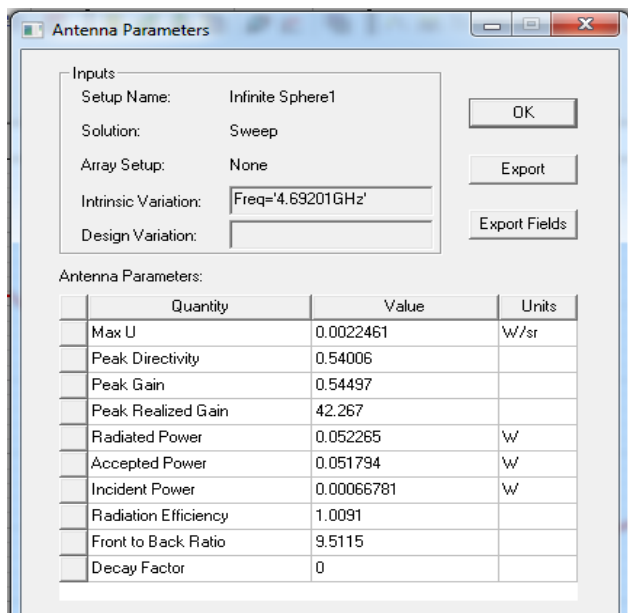 Antenna Parameters
Inputs
Setup Name: Infinite Sphere1
OK
Solution: Sweep
Array Setup: None
Export
Intrinsic Variation: Freq='4.69201GHz'
Export Fields
Design Variation:
Antenna Parameters:
Quantity Value Units
Max U 0.0022461 W/sr
Peak Directivity 0.54006
Peak Gain 0.54497
Peak Realized Gain 42.267
Radiated Power 0.052265 W
Accepted Power 0.051794 W
Incident Power 0.00066781 W
Radiation Efficiency 1.0091
Front to Back Ratio 9.5115
Decay Factor 0